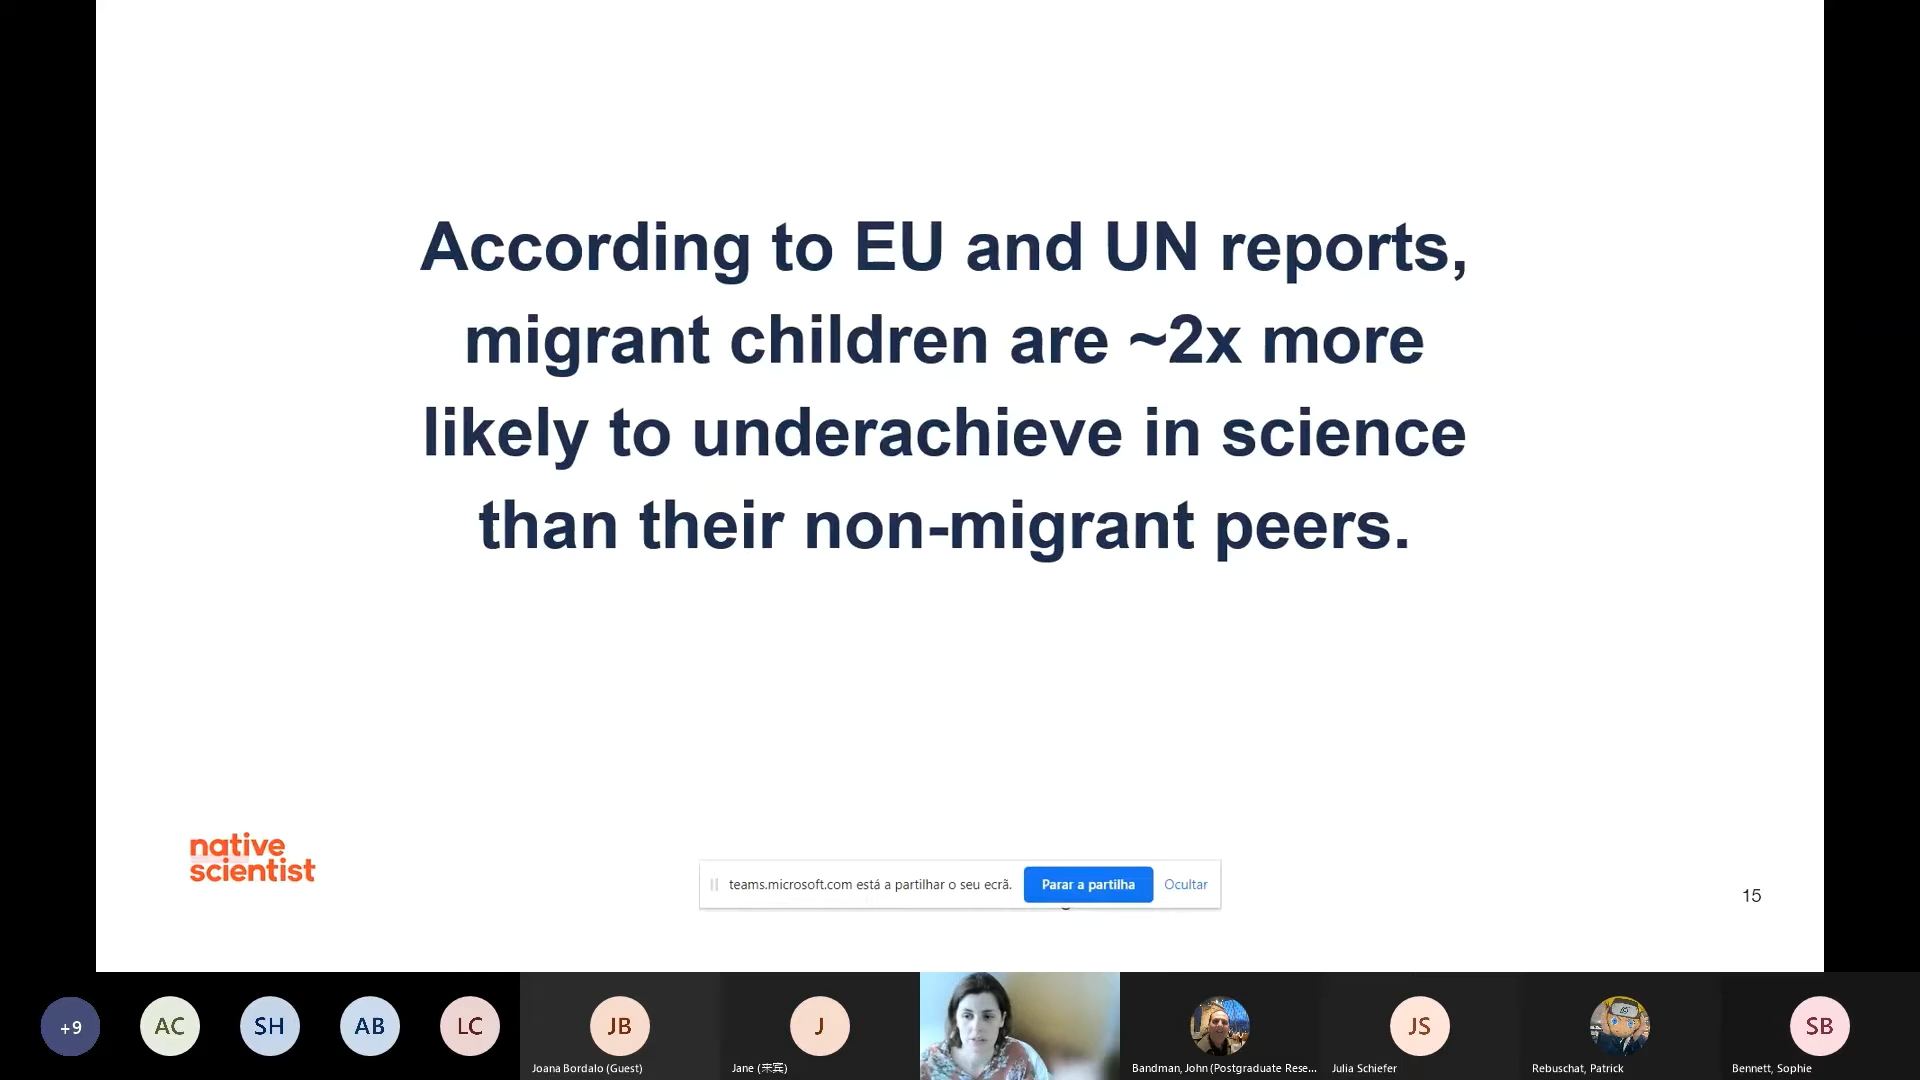 According to EU and UN reports,
migrant children are ~2x more
likely to underachieve in science
than their non-migrant peers.
native
scientist
teams.microsoft.com está a partilhar o seu ecrã.
Parar a partilha
Ocultar
15
+9
AC
SH
AB
LC
JB
Joana Bordalo (Guest)
J
Jane (宋宾)
Bandman, John (Postgraduate Rese...
JS
Julia Schiefer
Rebuschat, Patrick
SB
Bennett, Sophie